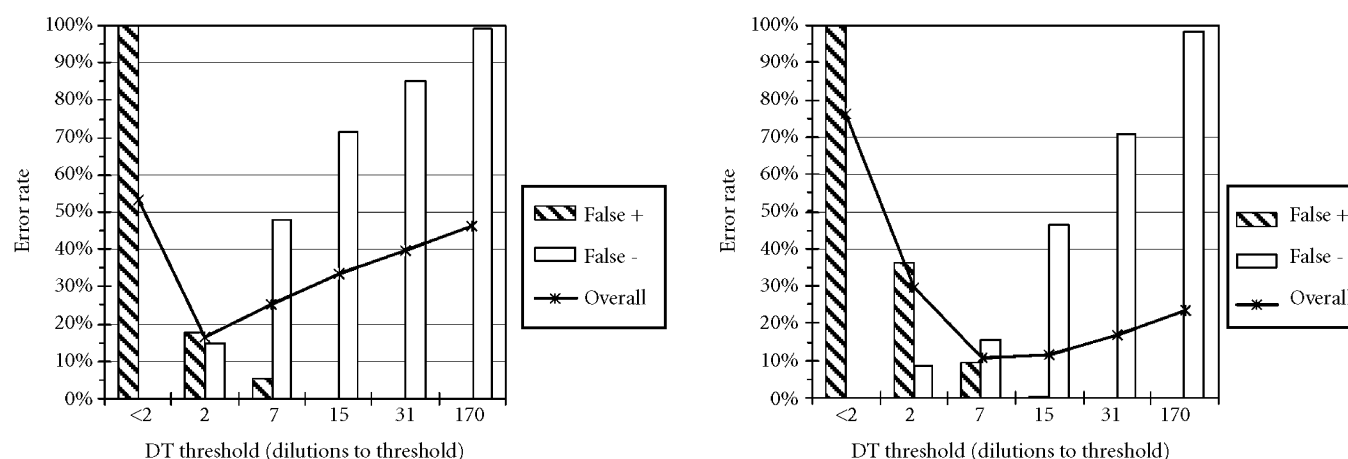 100%
90%
80%
70%
60%
50%
40%
30%
20%
10%
0%
Error rate
<2 2 7 15 31 170
DT threshold (dilutions to threshold)
False +
False -
Overall
100%
90%
80%
70%
60%
50%
40%
30%
20%
10%
0%
Error rate
<2 2 7 15 31 170
DT threshold (dilutions to threshold)
False +
False -
Overall